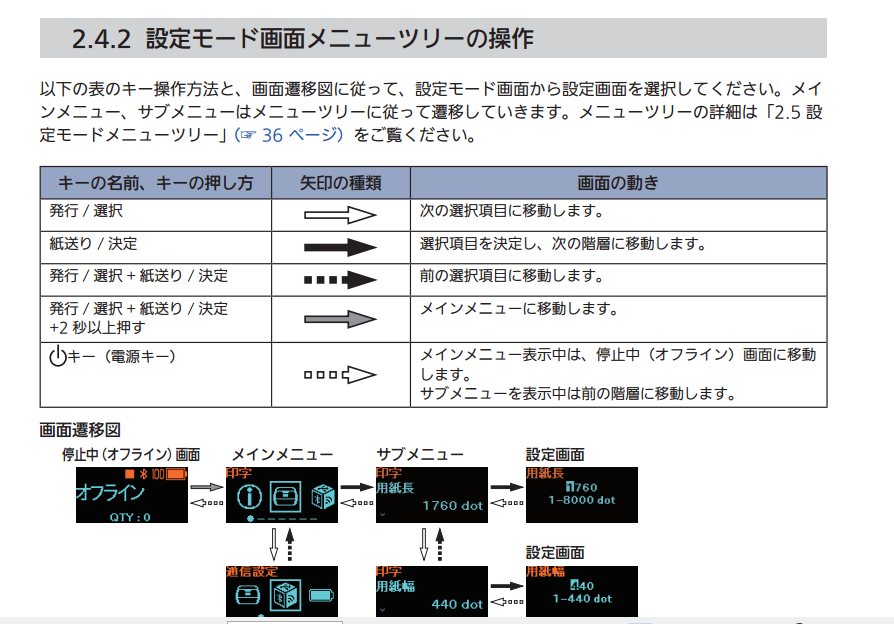 2.4.2 設定モード画面メニューツリーの操作
以下の表のキー操作方法と、画面遷移図に従って、設定モード画面から設定画面を選択してください。メイ
ンメニュー、サブメニューはメニューツリーに従って遷移していきます。メニューツリーの詳細は「2.5 設
定モードメニューツリー」(☞ 36 ページ) をご覧ください。
キーの名前、キーの押し方 矢印の種類 画面の動き
発行 / 選択 次の選択項目に移動します。
紙送り / 決定 選択項目を決定し、次の階層に移動します。
発行 / 選択 + 紙送り / 決定 前の選択項目に移動します。
発行 / 選択 + 紙送り / 決定 メインメニューに移動します。
+2 秒以上押す
⏻キー（電源キー） メインメニュー表示中は、停止中（オフライン）画面に移動
します。
サブメニューを表示中は前の階層に移動します。
画面遷移図
停止中 (オフライン) 画面 メインメニュー サブメニュー 設定画面
100
オフライン
QTY : 0
印字
印字
用紙長
1760 dot
用紙長
1760
1-8000 dot
設定画面
通信設定
印字
用紙幅
440 dot
用紙幅
440
1-440 dot